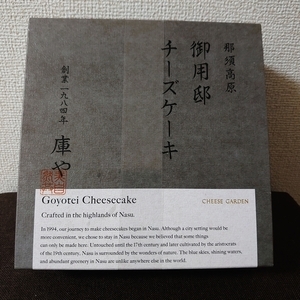 那須高原
御用邸
チーズケーキ
創業一九八四年
庫や
Goyotei Cheesecake
CHEESE GARDEN
Crafted in the highlands of Nasu.
In 1994, our journey to make cheesecakes began in Nasu. Although a city setting would
be more convenient, we chose to stay in Nasu because we believed that some things
can only be made here. Untouched until the 17th century and later cultivated by the aristocrats
of the 19th century, Nasu is surrounded by the wonders of nature. The blue skies, shining waters,
and abundant greenery in Nasu are unlike anywhere else in the world.